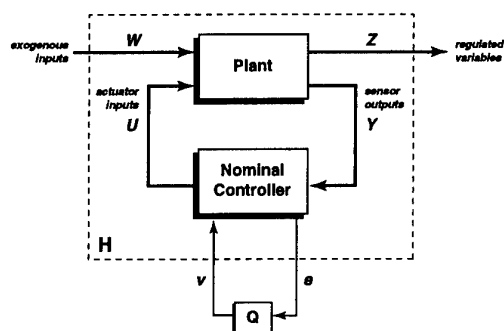 exogenous
inputs
W
Z
regulated
variables
Plant
actuator
inputs
U
sensor
outputs
Y
Nominal
Controller
H
v
e
Q